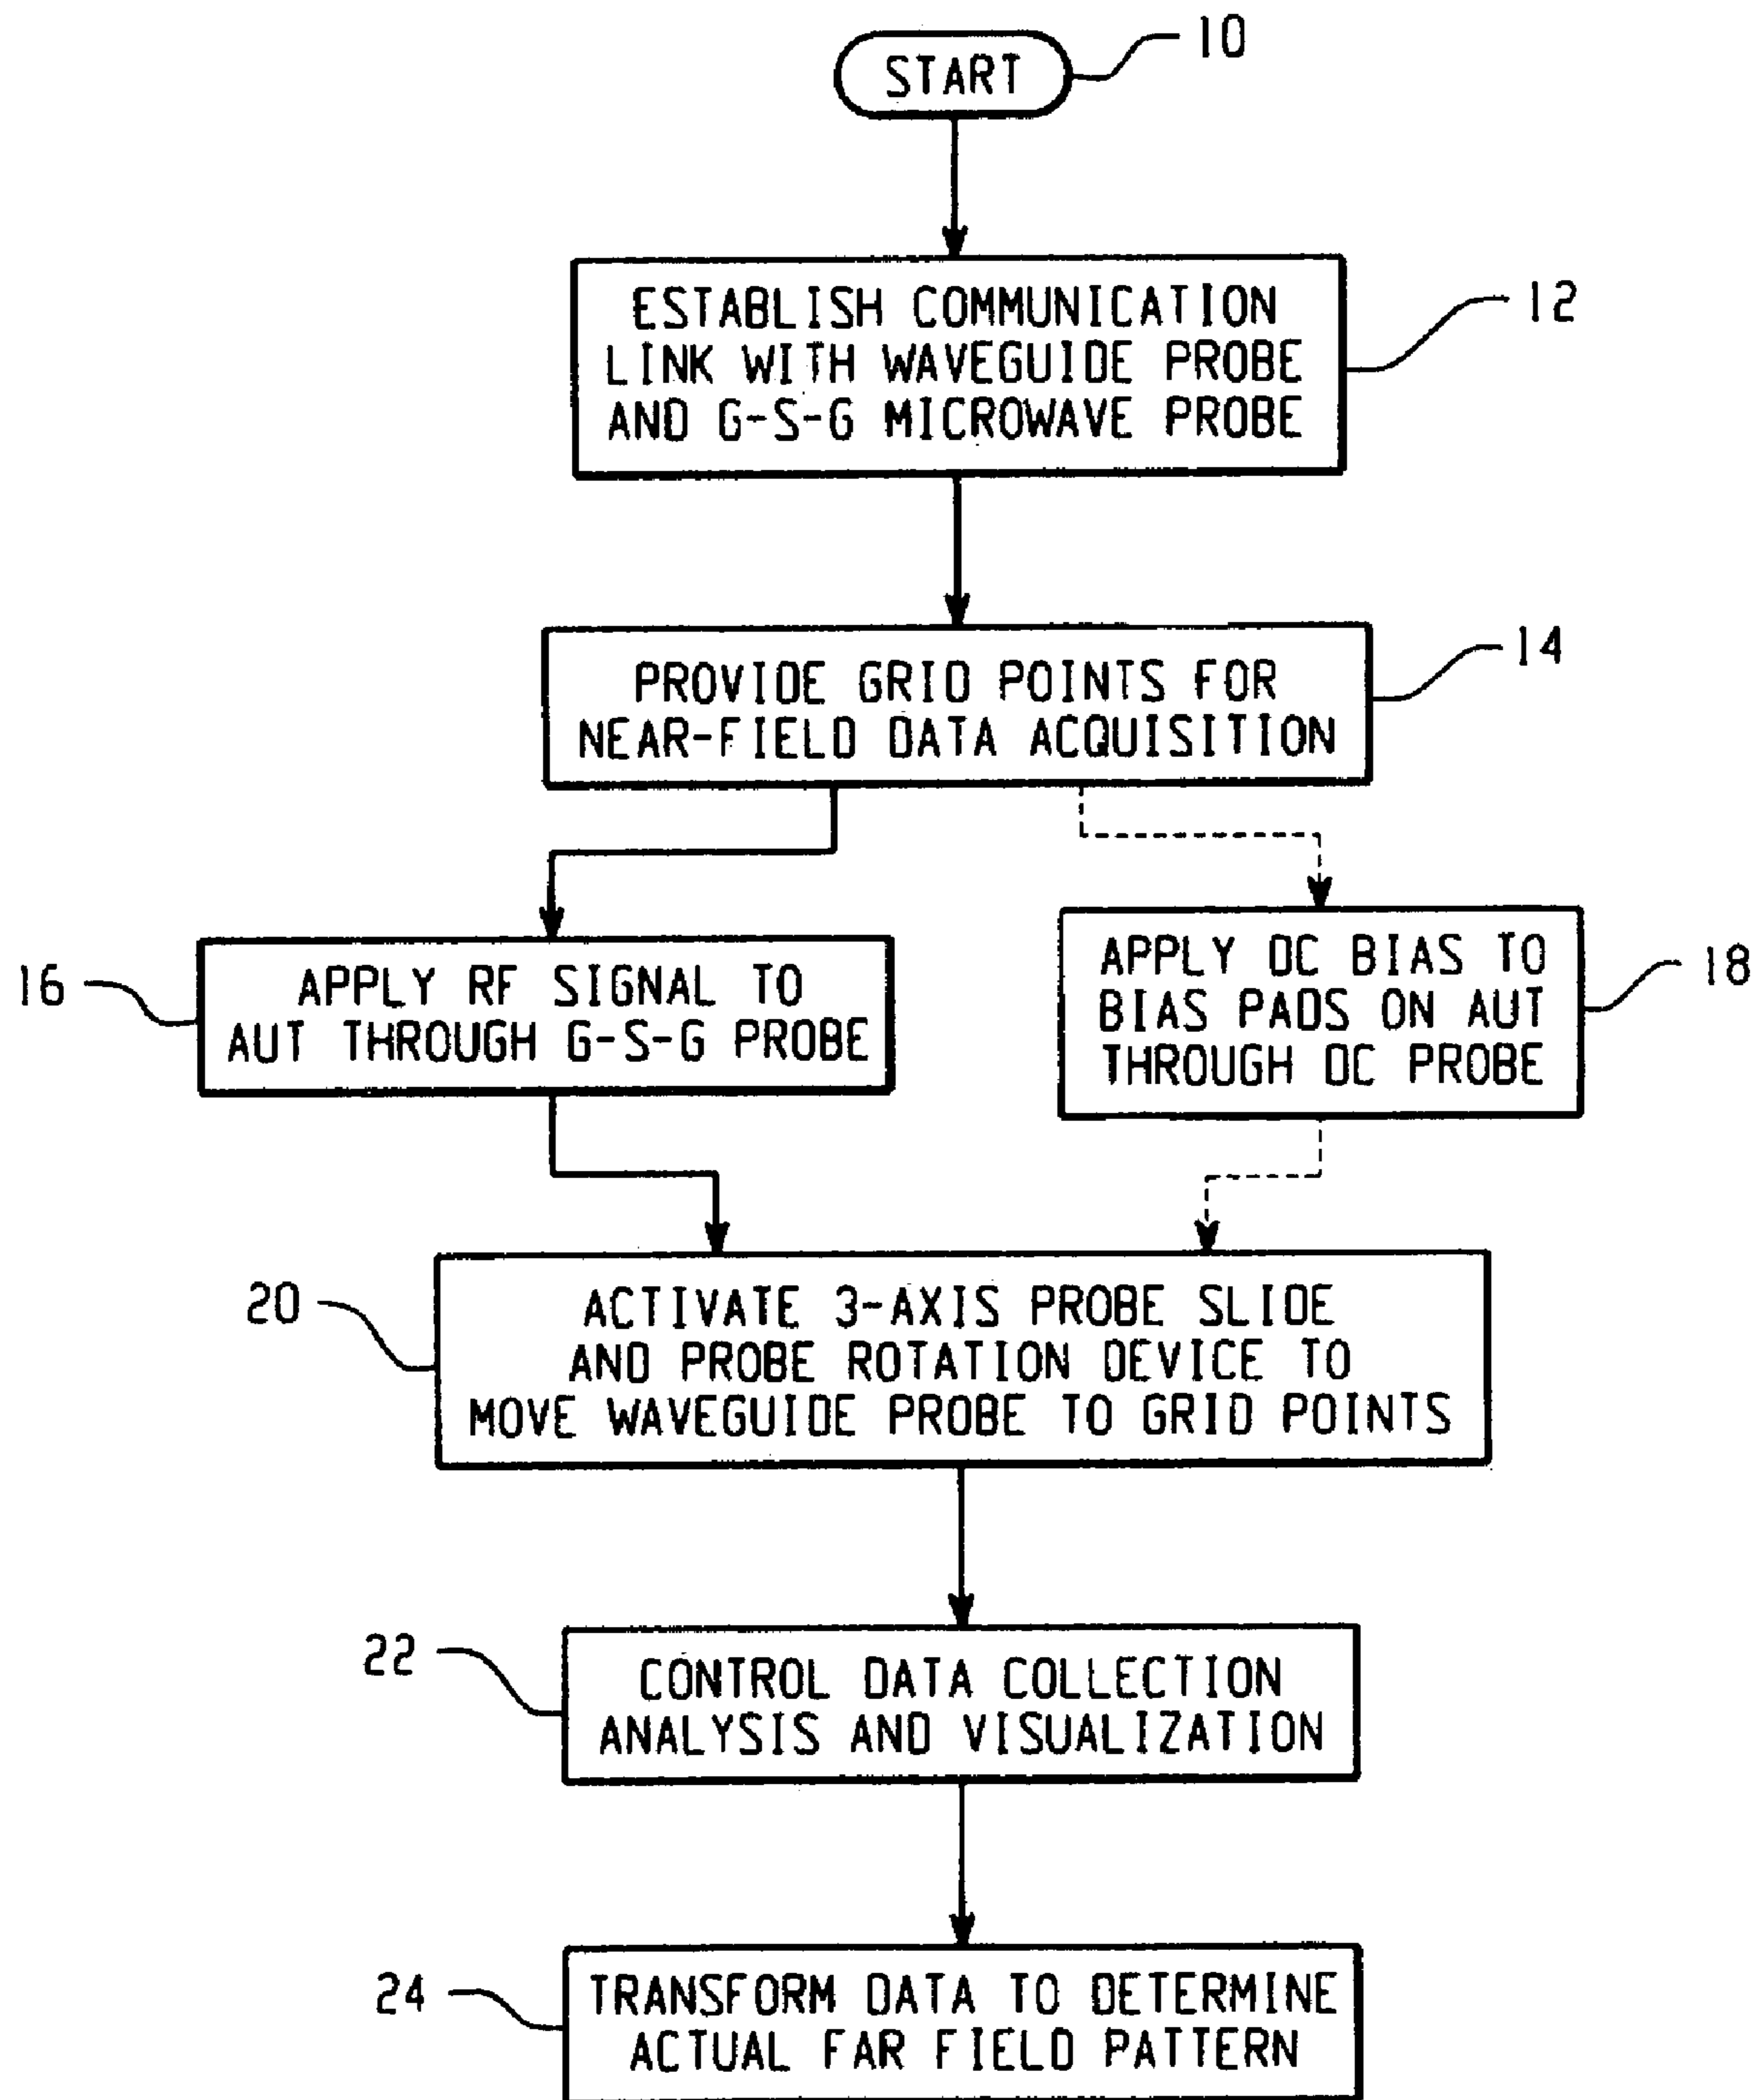 START
10
ESTABLISH COMMUNICATION
LINK WITH WAVEGUIDE PROBE
AND G-S-G MICROWAVE PROBE
12
PROVIDE GRID POINTS FOR
NEAR-FIELD DATA ACQUISITION
14
16
APPLY RF SIGNAL TO
AUT THROUGH G-S-G PROBE
APPLY DC BIAS TO
BIAS PADS ON AUT
THROUGH DC PROBE
18
20
ACTIVATE 3-AXIS PROBE SLIDE
AND PROBE ROTATION DEVICE TO
MOVE WAVEGUIDE PROBE TO GRID POINTS
22
CONTROL DATA COLLECTION
ANALYSIS AND VISUALIZATION
24
TRANSFORM DATA TO DETERMINE
ACTUAL FAR FIELD PATTERN